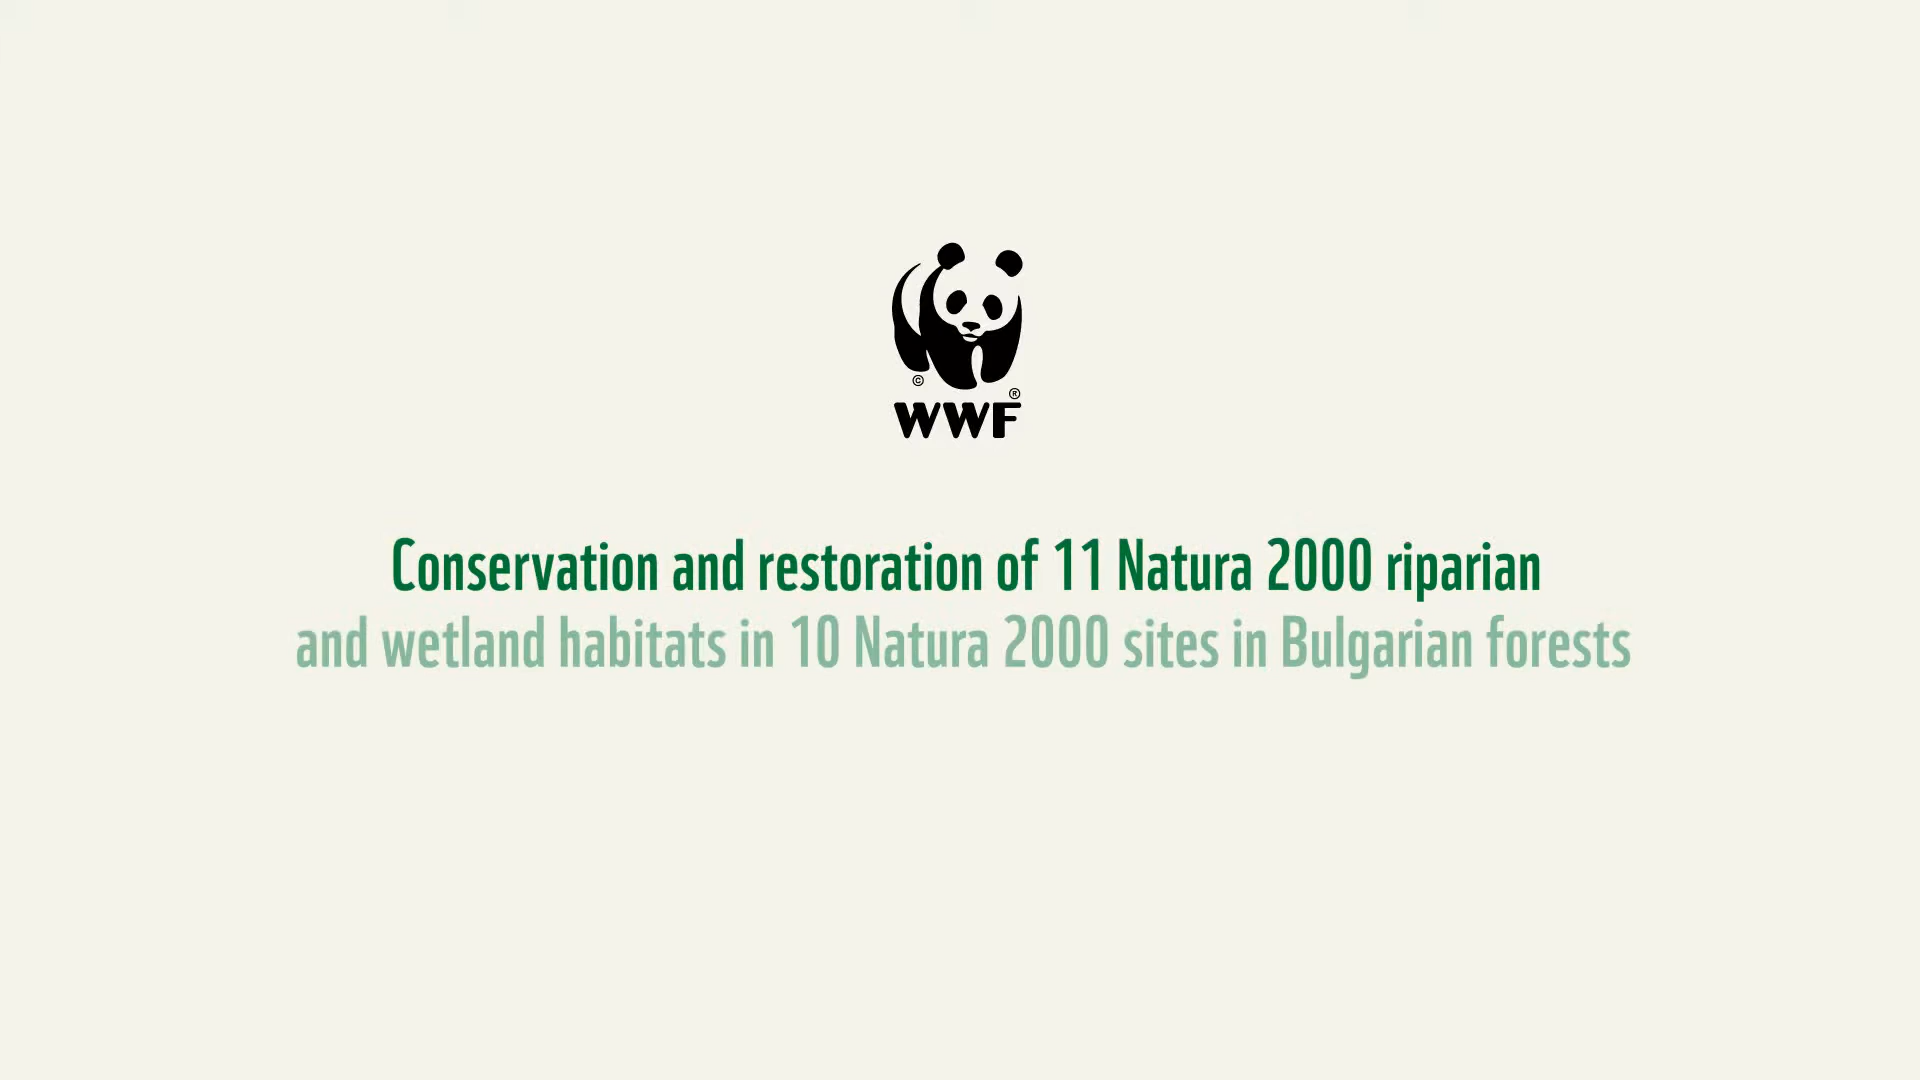 ©
®
WWF
Conservation and restoration of 11 Natura 2000 riparian
and wetland habitats in 10 Natura 2000 sites in Bulgarian forests